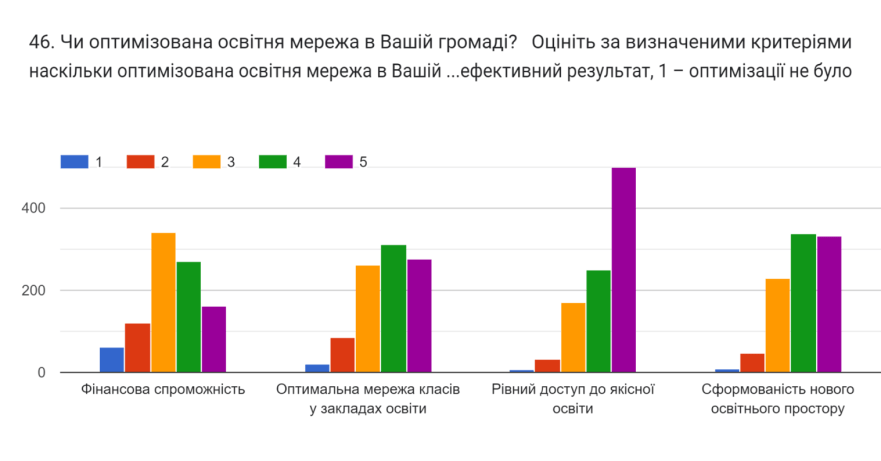 46. Чи оптимізована освітня мережа в Вашій громаді?   Оцініть за визначеними критеріями
наскільки оптимізована освітня мережа в Вашій ...ефективний результат, 1 – оптимізації не було
1 2 3 4 5
400
200
0
Фінансова спроможність
Оптимальна мережа класів
у закладах освіти
Рівний доступ до якісної
освіти
Сформованість нового
освітнього простору